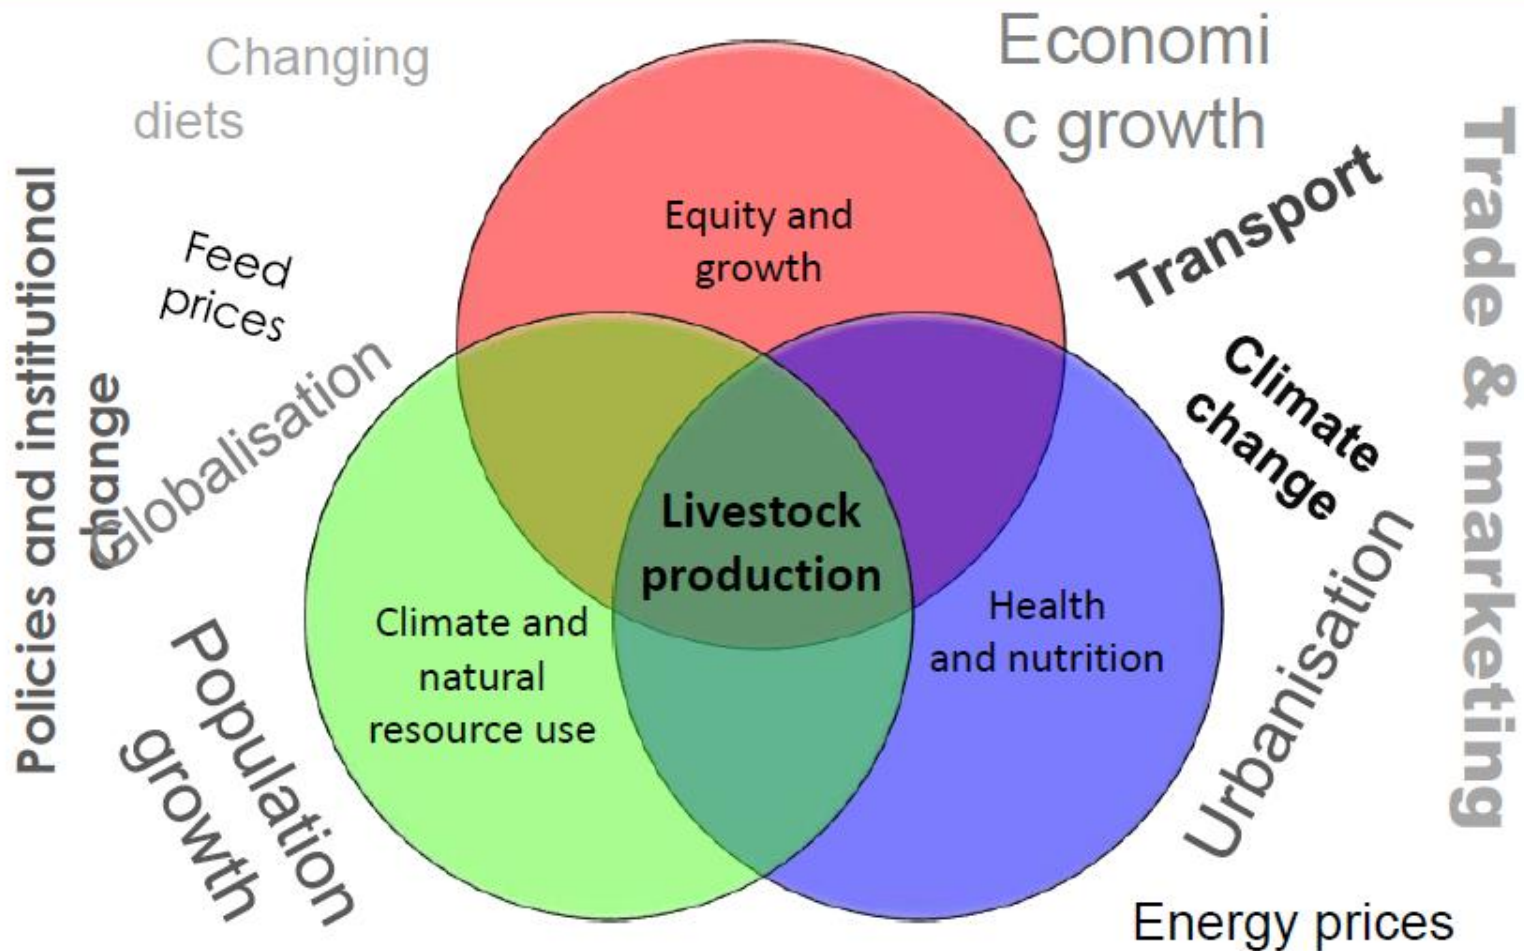 Changing
diets
Economi
c growth
Transport
Trade & marketing
Policies and institutional
change
Feed
prices
Globalisation
Equity and
growth
Climate
change
Livestock
production
Climate and
natural
resource use
Health
and nutrition
Population
growth
Urbanisation
Energy prices